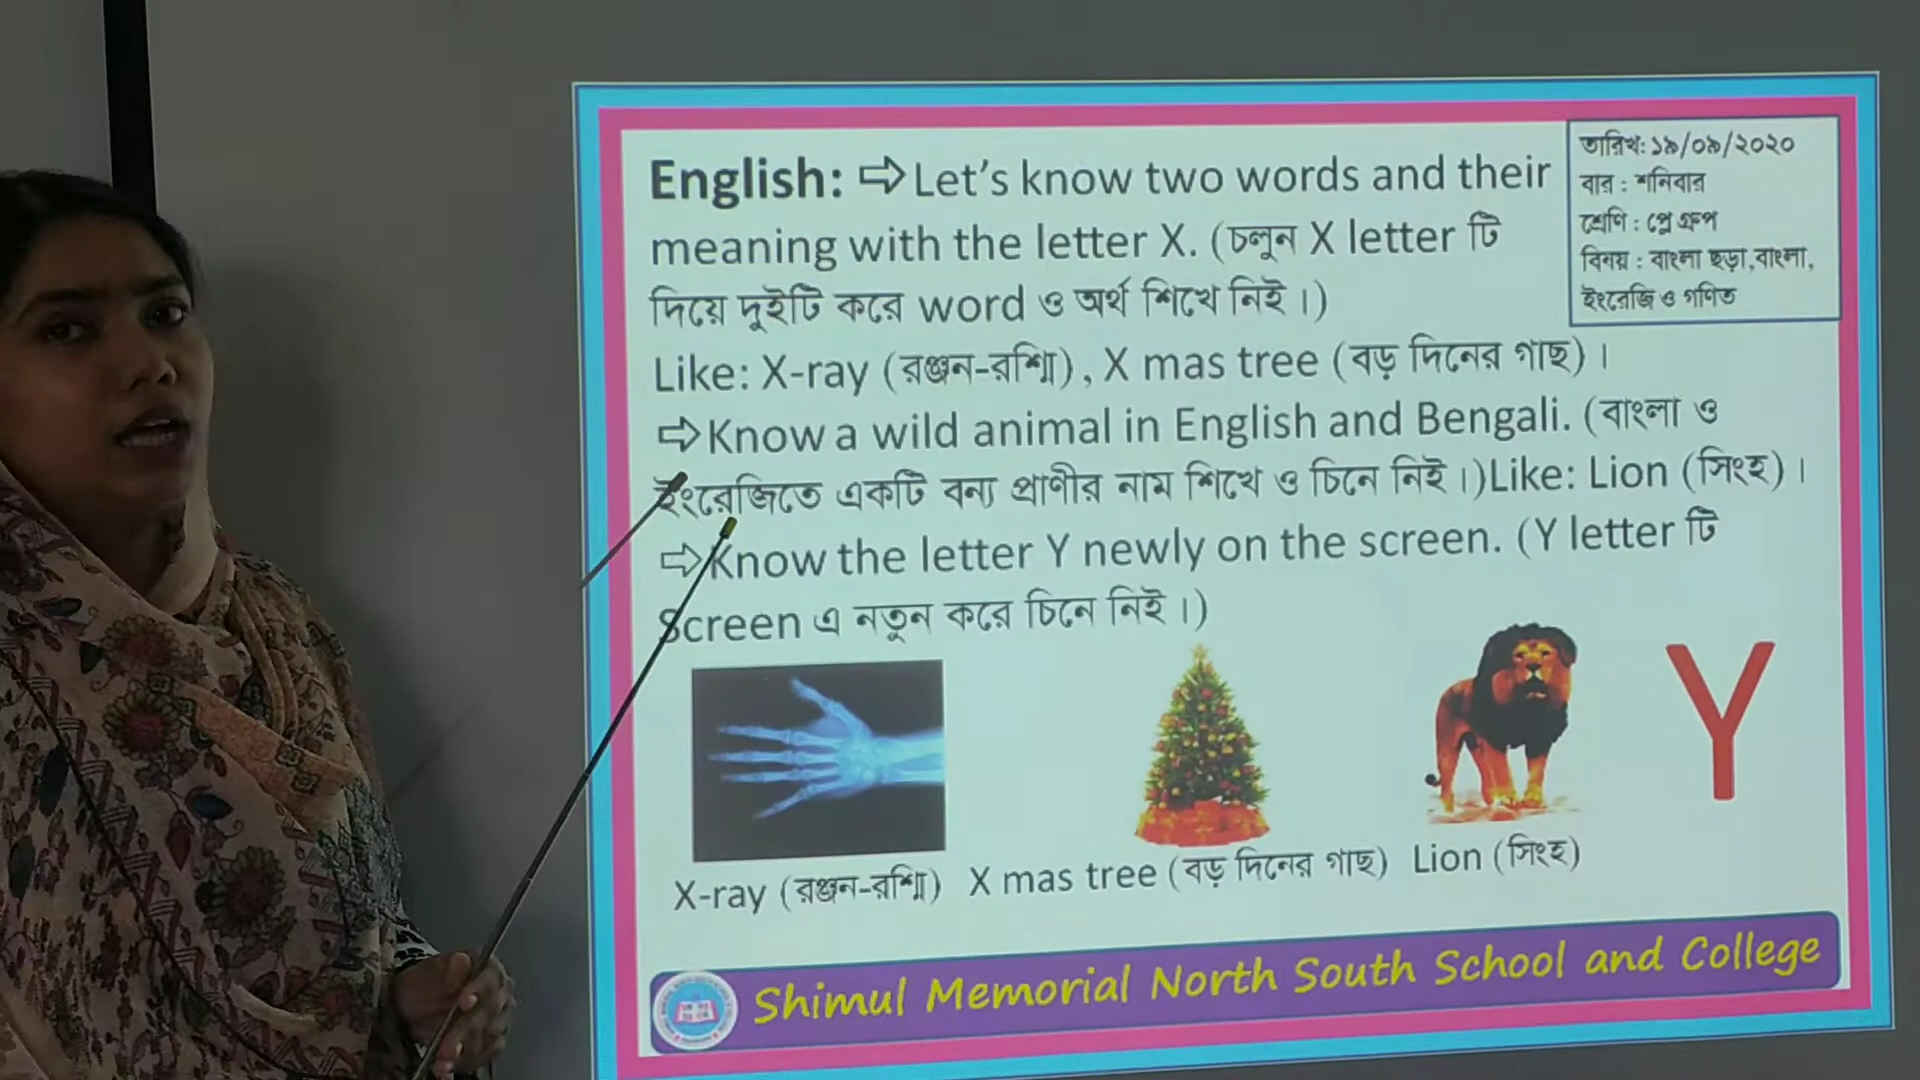 English: ⇨Let's know two words and their
meaning with the letter X. (চলুন X letter টি
দিয়ে দুইটি করে word ও অর্থ শিখে নিই।)
Like: X-ray (রঞ্জন-রশ্মি), X mas tree (বড় দিনের গাছ)।
⇨Know a wild animal in English and Bengali. (বাংলা ও
ইংরেজিতে একটি বন্য প্রাণীর নাম শিখে ও চিনে নিই।)Like: Lion (সিংহ)।
⇨Know the letter Y newly on the screen. (Y letter টি
Screen এ নতুন করে চিনে নিই।)
তারিখ: ১৯/০৯/২০২০
বার : শনিবার
শ্রেণি : প্লে গ্রুপ
বিষয় : বাংলা ছড়া,বাংলা,
ইংরেজি ও গণিত
Y
X-ray (রঞ্জন-রশ্মি) X mas tree (বড় দিনের গাছ) Lion (সিংহ)
Shimul Memorial North South School and College